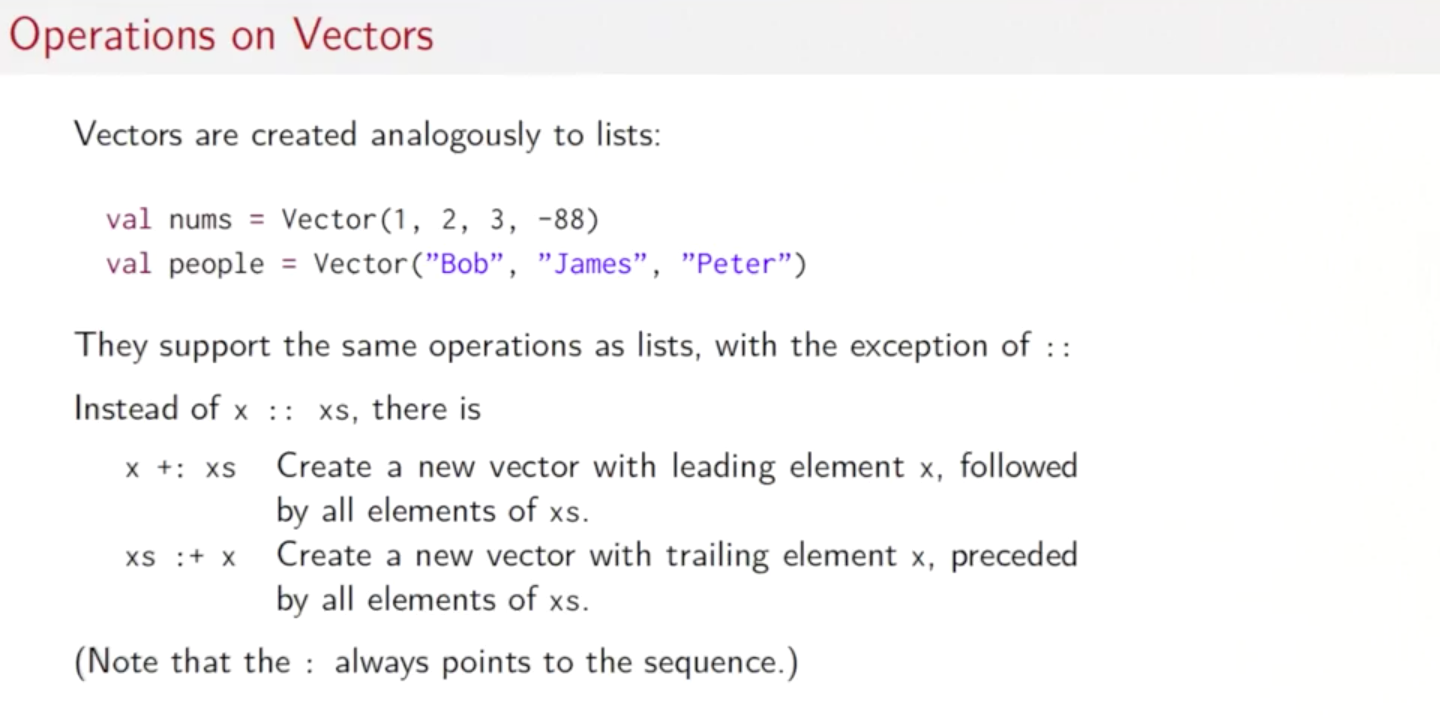 Operations on Vectors
Vectors are created analogously to lists:
val nums = Vector(1, 2, 3, -88)
val people = Vector(”Bob”, ”James”, ”Peter”)
They support the same operations as lists, with the exception of ::
Instead of x :: xs, there is
x +: xs Create a new vector with leading element x, followed
by all elements of xs.
xs :+ x Create a new vector with trailing element x, preceded
by all elements of xs.
(Note that the : always points to the sequence.)